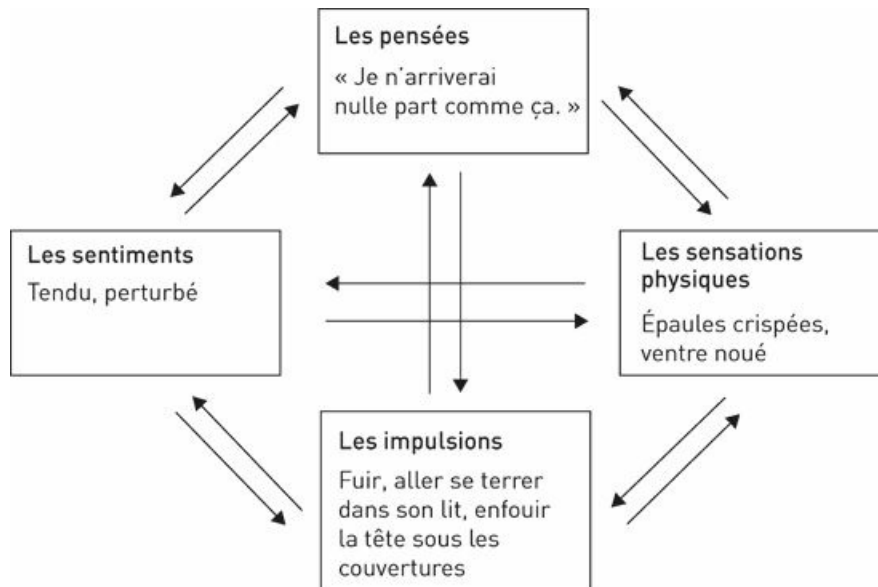 Les pensées
« Je n'arriverai
nulle part comme ça. »
Les sentiments
Tendu, perturbé
Les sensations
physiques
Épaules crispées,
ventre noué
Les impulsions
Fuir, aller se terrer
dans son lit, enfouir
la tête sous les
couvertures